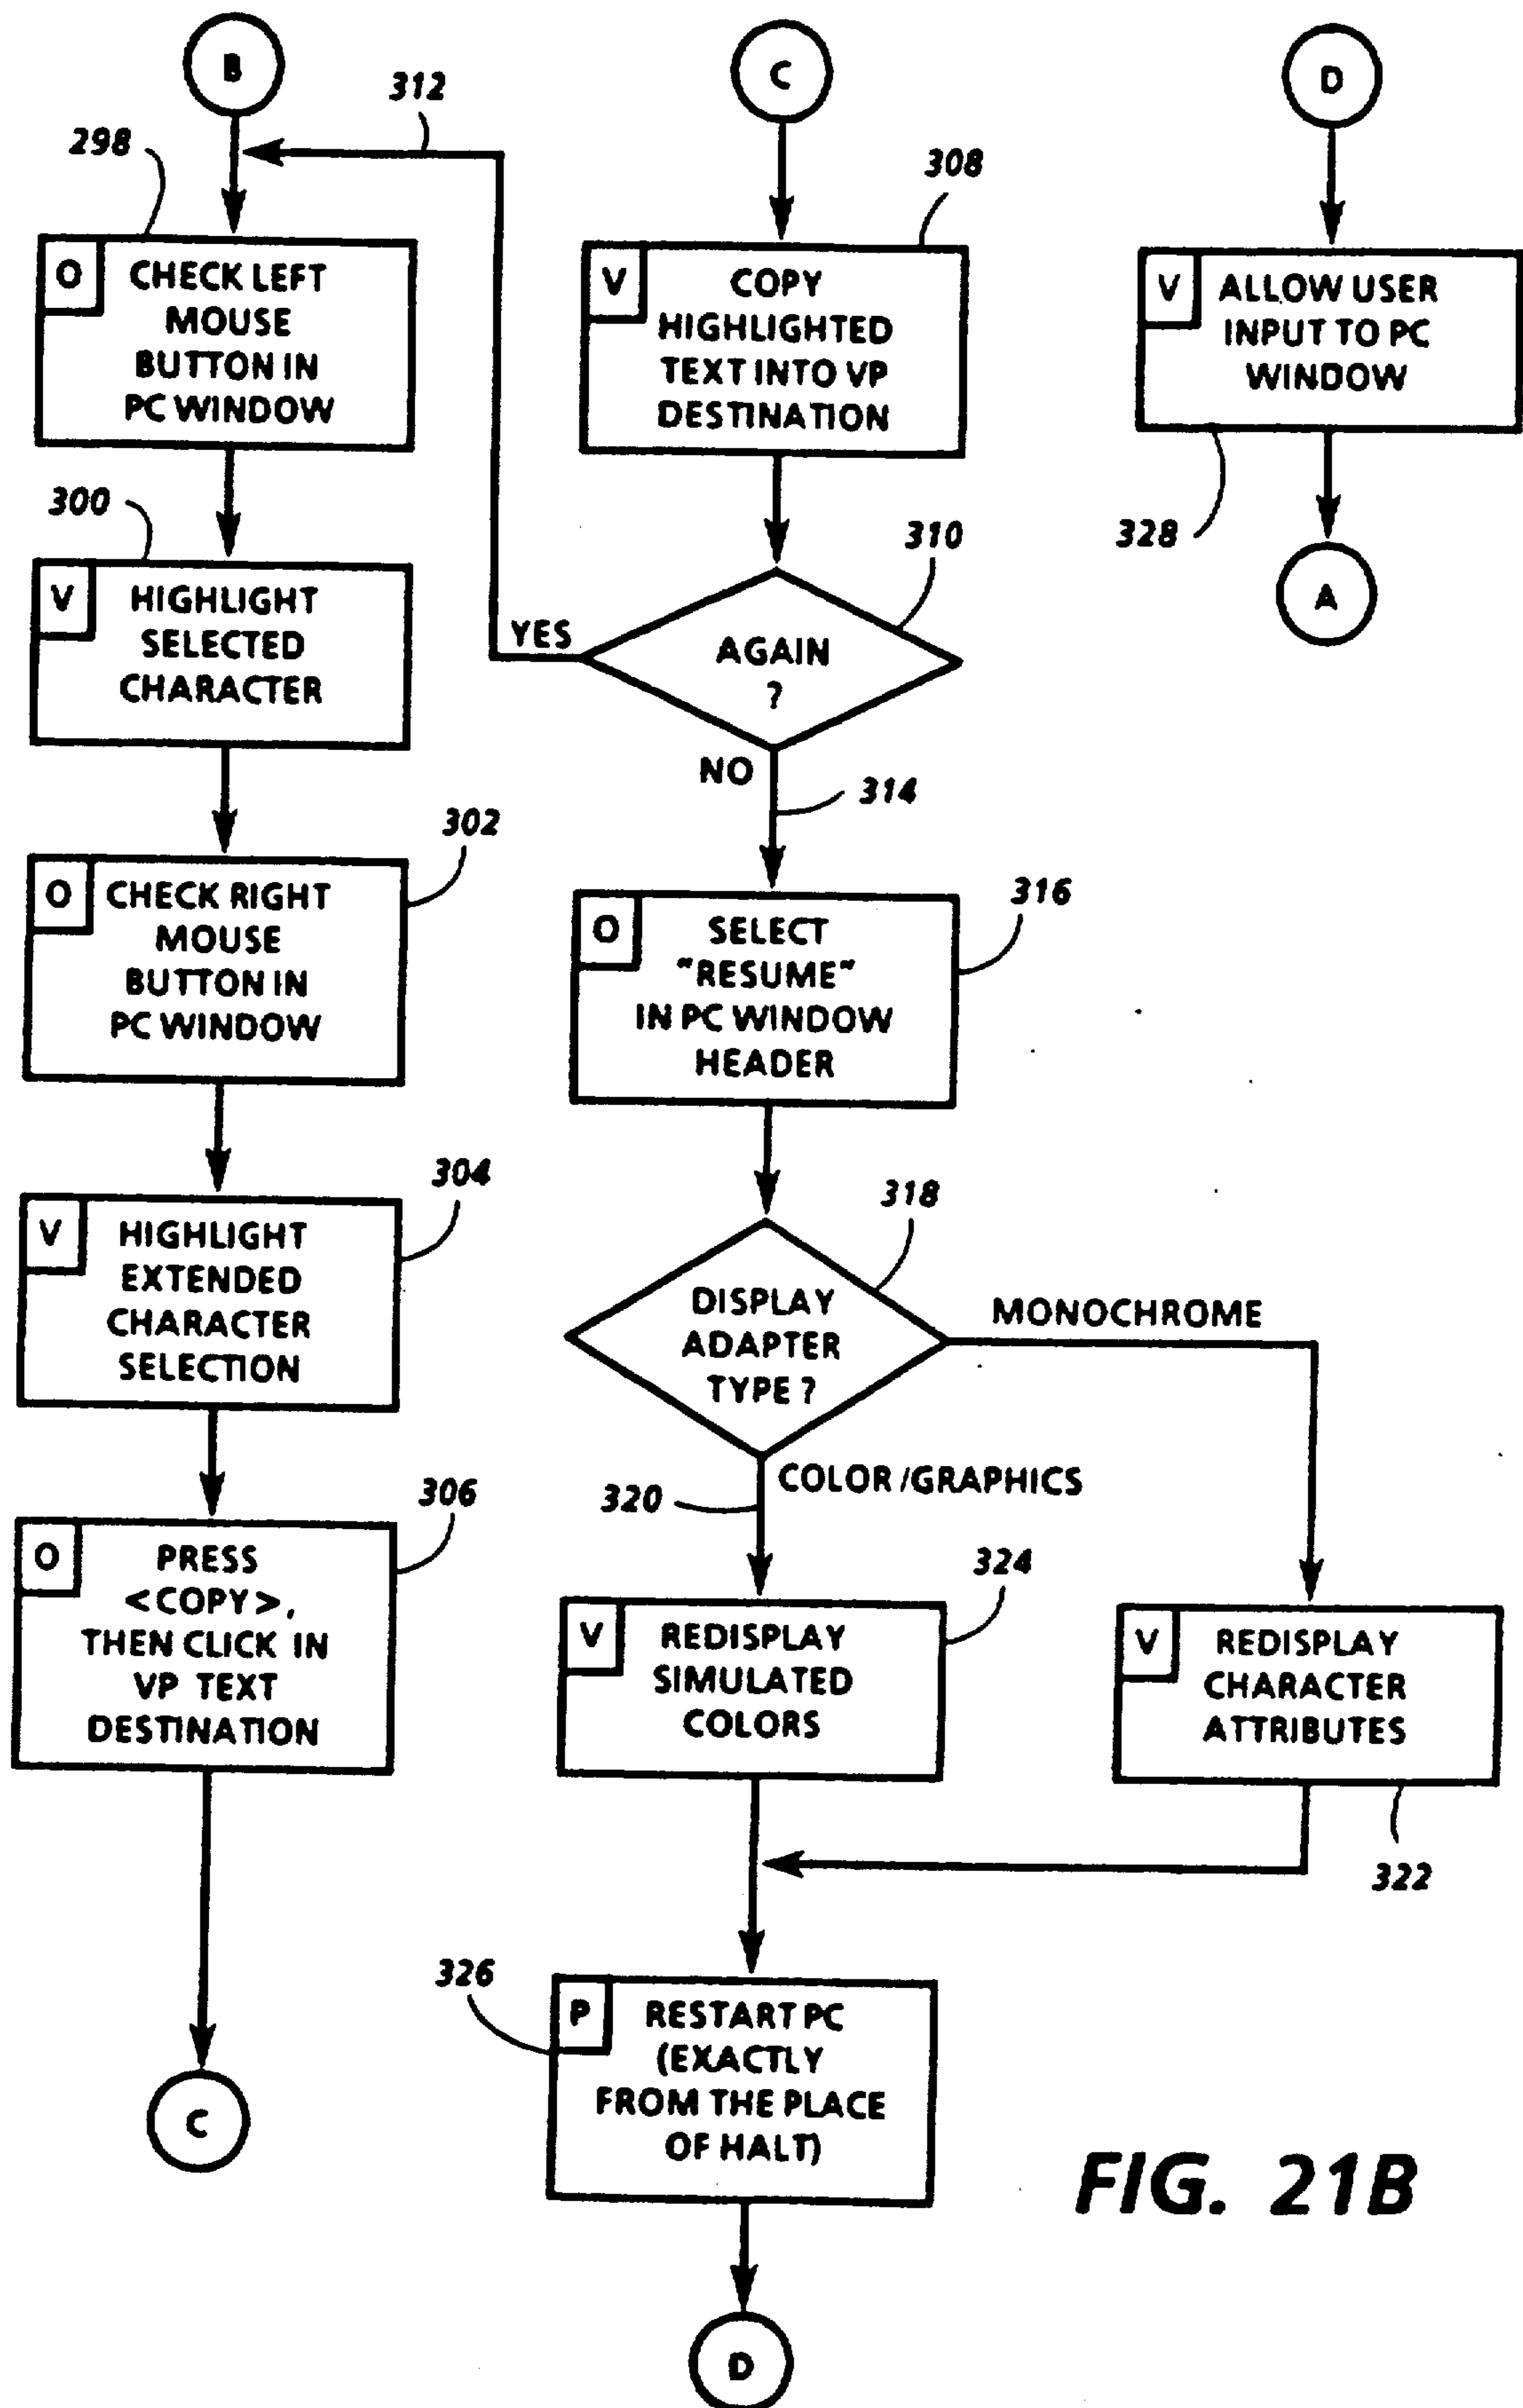 B
312
298
O
CHECK LEFT
MOUSE
BUTTON IN
PC WINDOW
300
V
HIGHLIGHT
SELECTED
CHARACTER
302
O
CHECK RIGHT
MOUSE
BUTTON IN
PC WINDOW
304
V
HIGHLIGHT
EXTENDED
CHARACTER
SELECTION
306
O
PRESS
<COPY>,
THEN CLICK IN
VP TEXT
DESTINATION
C
C
308
V
COPY
HIGHLIGHTED
TEXT INTO VP
DESTINATION
310
AGAIN
?
YES
NO
314
316
O
SELECT
"RESUME"
IN PC WINDOW
HEADER
318
DISPLAY
ADAPTER
TYPE?
MONOCHROME
COLOR/GRAPHICS
320
324
V
REDISPLAY
SIMULATED
COLORS
V
REDISPLAY
CHARACTER
ATTRIBUTES
322
326
P
RESTART PC
(EXACTLY
FROM THE PLACE
OF HALT)
D
D
V
ALLOW USER
INPUT TO PC
WINDOW
328
A
FIG. 21B